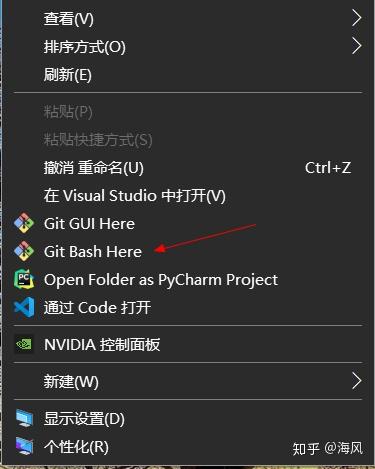 查看(V)
排序方式(O)
刷新(E)
粘贴(P)
粘贴快捷方式(S)
撤消 重命名(U) Ctrl+Z
在 Visual Studio 中打开(V)
Git GUI Here
Git Bash Here
PC
Open Folder as PyCharm Project
通过 Code 打开
NVIDIA 控制面板
新建(W)
显示设置(D)
个性化(R)
知乎 @海风